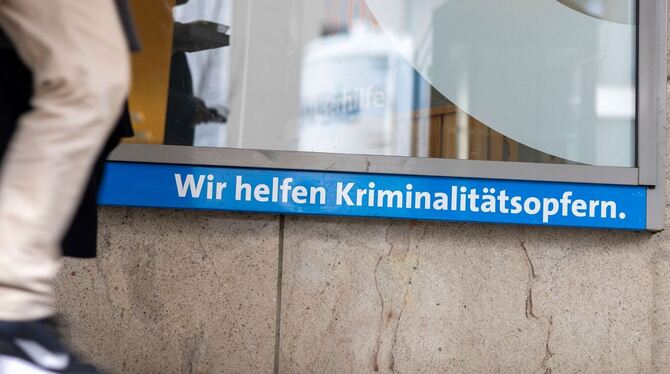 Wir helfen Kriminalitätsopfern.